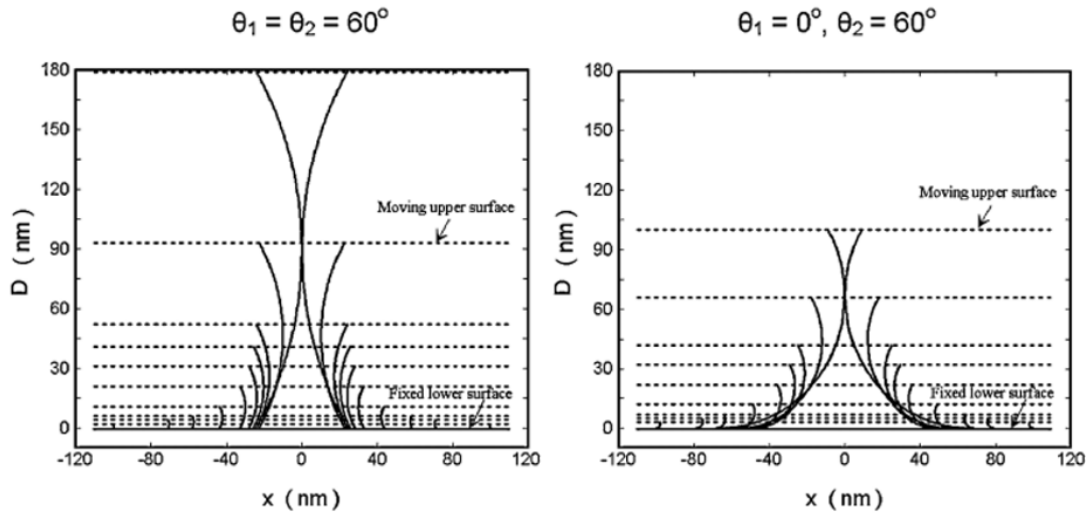 θ1 = θ2 = 60°
θ1 = 0°, θ2 = 60°
180
150
120
90
60
30
0
D (nm)
Moving upper surface
Fixed lower surface
-120
-80
-40
0
40
80
120
x (nm)
180
150
120
90
60
30
0
D (nm)
Moving upper surface
Fixed lower surface
-120
-80
-40
0
40
80
120
x (nm)